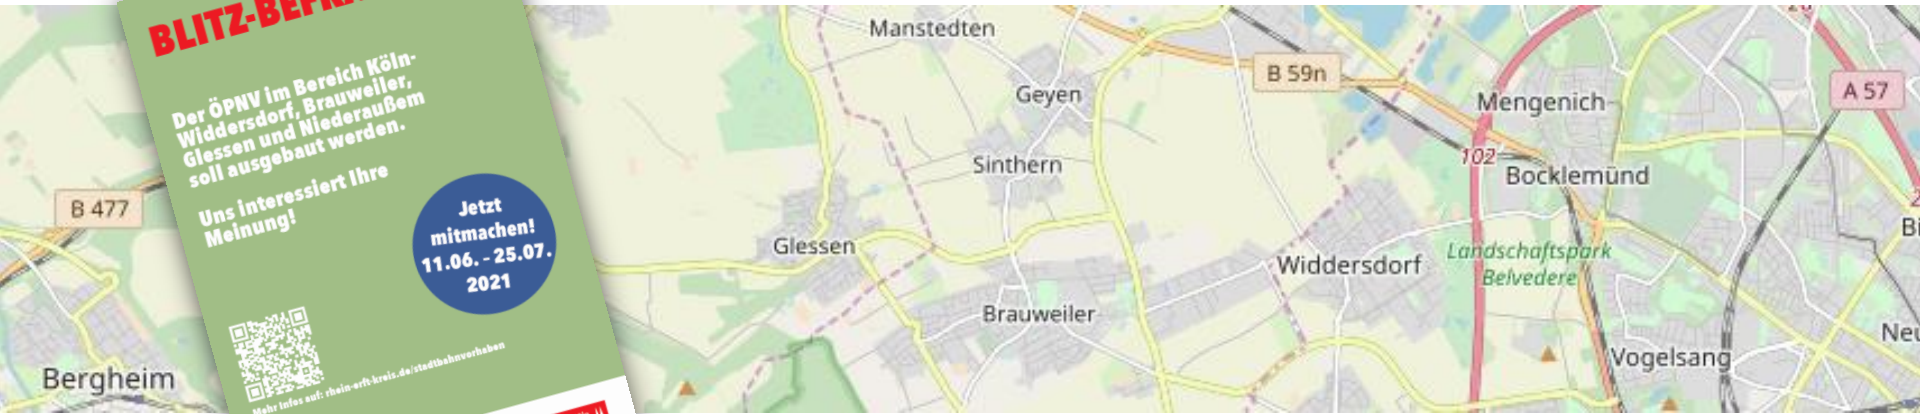 BLITZ-BEFRA
Der ÖPNV im Bereich Köln-
Widdersdorf, Brauweiler,
Glessen und Niederaußem
soll ausgebaut werden.
Uns interessiert Ihre
Meinung!
Jetzt
mitmachen!
11.06. - 25.07.
2021
Mehr Infos auf: rhein-erft-kreis.de/stadtbahnvorhaben
B 477
Bergheim
Manstedten
Geyen
Sinthern
Glessen
Brauweiler
B 59n
Widdersdorf
Mengenich
102
Bocklemünd
Landschaftspark
Belvedere
Vogelsang
A 57